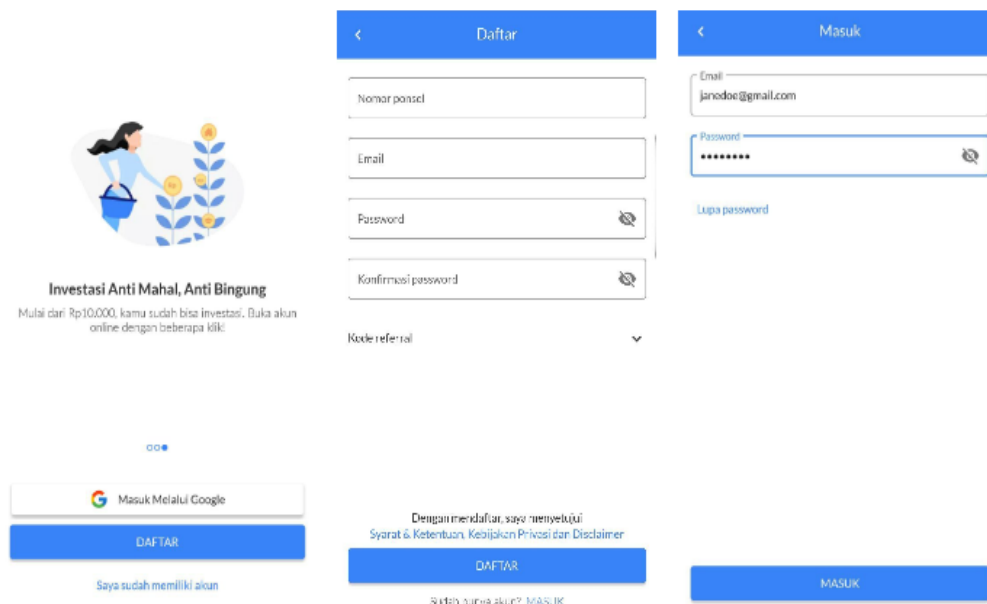 Investasi Anti Mahal, Anti Bingung
Mulai dari Rp10.000, kamu sudah bisa investasi. Buka akun
online dengan beberapa klik!
Masuk Melalui Google
DAFTAR
Saya sudah memiliki akun
Daftar
Nomor ponsel
Email
Password
Konfirmasi password
Kode referral
Dengan mendaftar, saya menyetujui
Syarat & Ketentuan, Kebijakan Privasi dan Disclaimer
DAFTAR
Sudah punya akun? MASUK
Masuk
Email
janedoe@gmail.com
Password
••••••••
Lupa password
MASUK